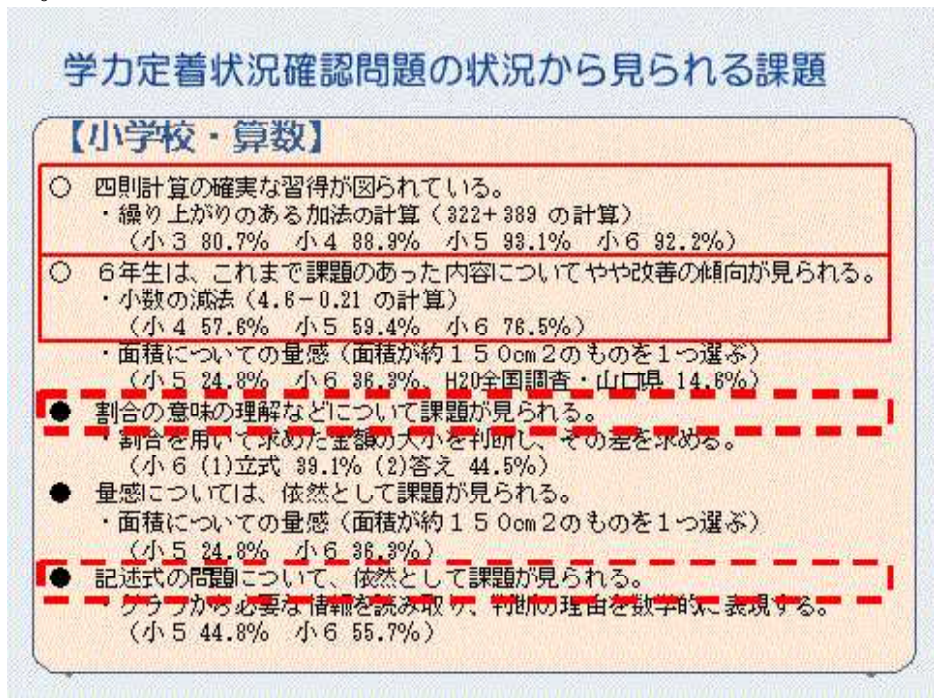 学力定着状況確認問題の状況から見られる課題
【小学校・算数】
○ 四則計算の確実な習得が図られている。
・繰り上がりのある加法の計算（322+389 の計算）
（小３ 80.7% 小４ 88.9% 小５ 93.1% 小６ 92.2%）
○ ６年生は、これまで課題のあった内容についてやや改善の傾向が見られる。
・小数の減法（4.6－0.21 の計算）
（小４ 57.6% 小５ 59.4% 小６ 76.5%）
・面積についての量感（面積が約１５０cm2のものを１つ選ぶ）
（小５ 24.8% 小６ 36.3%、H20全国調査・山口県 14.6%）
● 割合の意味の理解などについて課題が見られる。
・割合を用いて求めた金額の大小を判断し、その差を求める。
（小６ (1)立式 39.1% (2)答え 44.5%）
● 量感については、依然として課題が見られる。
・面積についての量感（面積が約１５０cm2のものを１つ選ぶ）
（小５ 24.8% 小６ 36.3%）
● 記述式の問題について、依然として課題が見られる。
・グラフから必要な情報を読み取り、判断の理由を数学的に表現する。
（小５ 44.8% 小６ 55.7%）